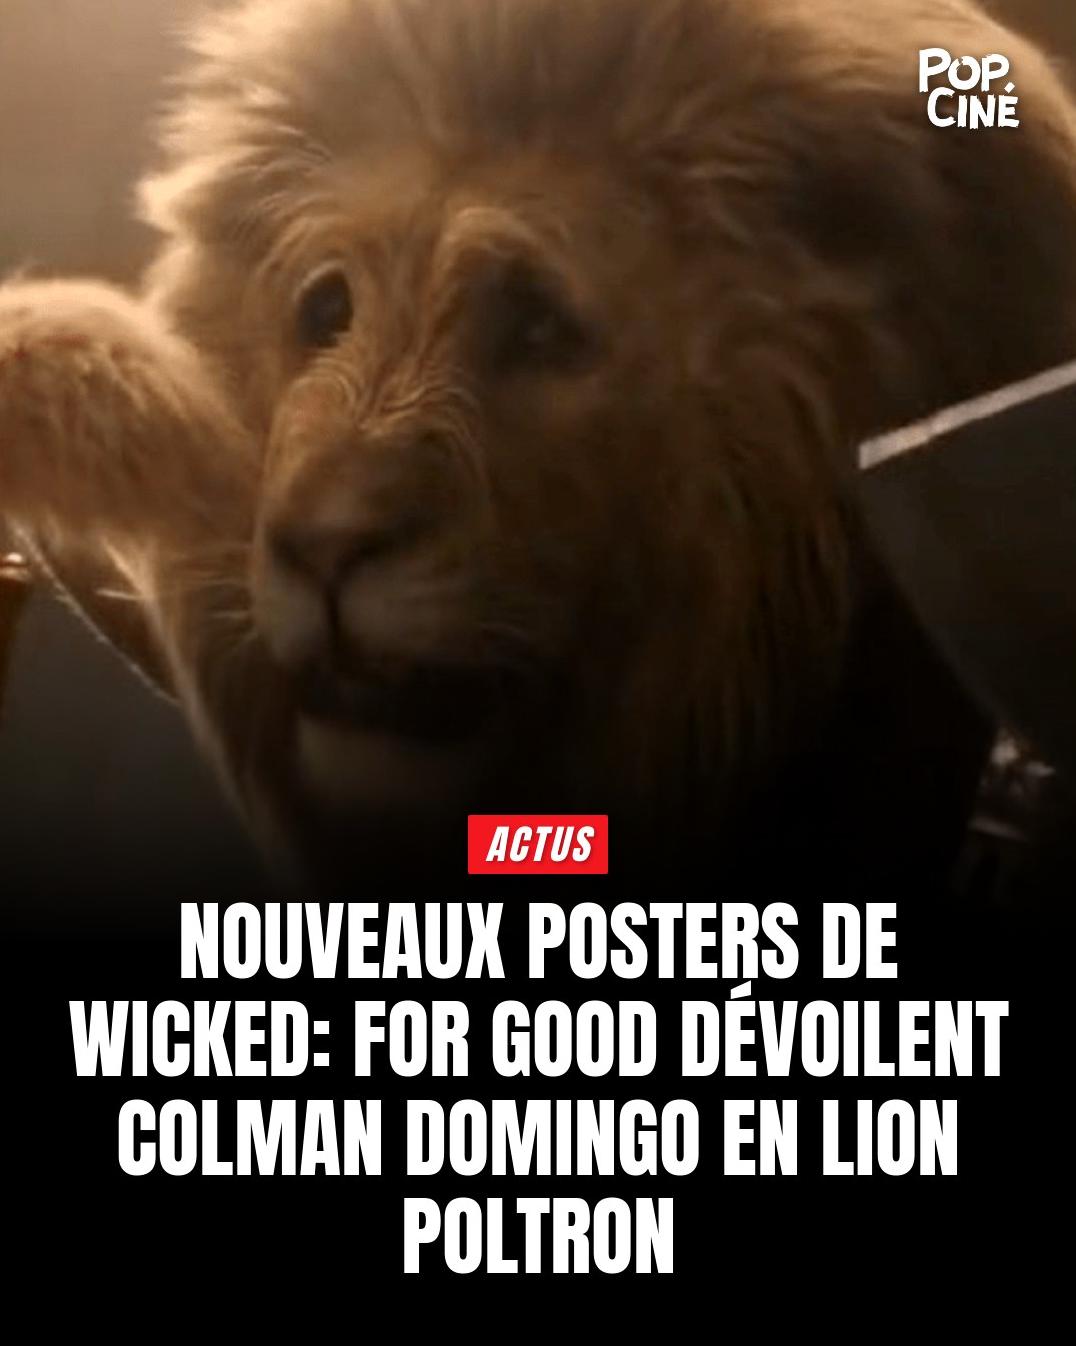 POP.
CINÉ
ACTUS
NOUVEAUX POSTERS DE
WICKED: FOR GOOD DÉVOILENT
COLMAN DOMINGO EN LION
POLTRON